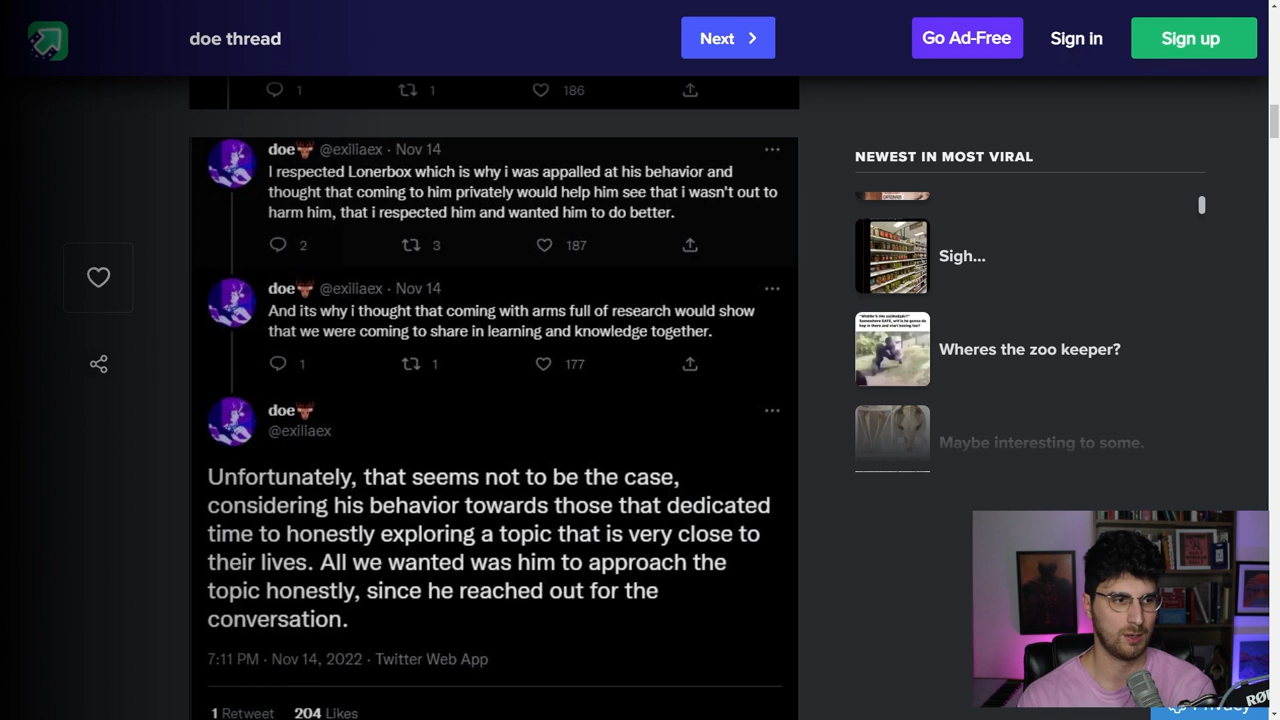 doe thread
Next
Go Ad-Free
Sign in
Sign up
1
1
186
doe @exiliaex · Nov 14
I respected Lonerbox which is why i was appalled at his behavior and
thought that coming to him privately would help him see that i wasn't out to
harm him, that i respected him and wanted him to do better.
2
3
187
doe @exiliaex · Nov 14
And its why i thought that coming with arms full of research would show
that we were coming to share in learning and knowledge together.
1
1
177
doe
@exiliaex
Unfortunately, that seems not to be the case,
considering his behavior towards those that dedicated
time to honestly exploring a topic that is very close to
their lives. All we wanted was him to approach the
topic honestly, since he reached out for the
conversation.
7:11 PM · Nov 14, 2022 · Twitter Web App
1 Retweet 204 Likes
NEWEST IN MOST VIRAL
Sigh...
Wheres the zoo keeper?
Maybe interesting to some.
Privacy